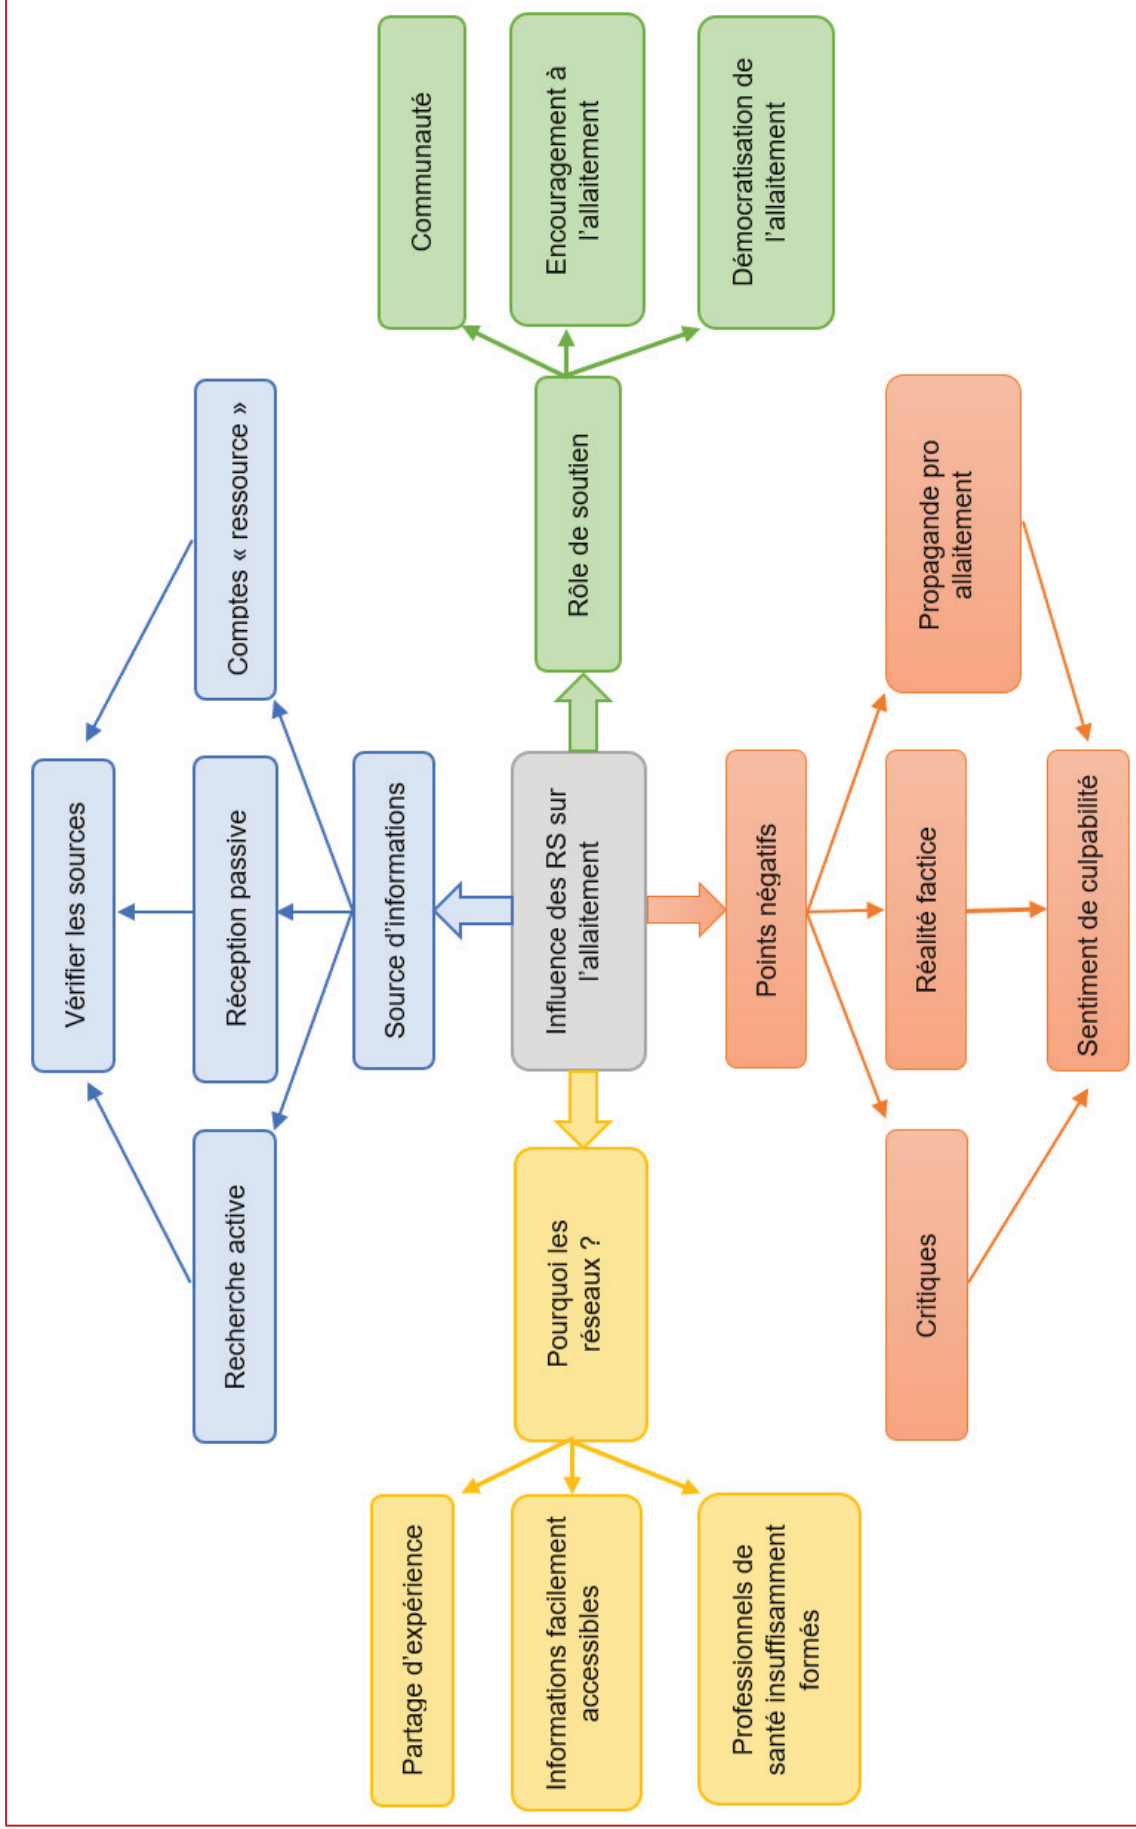 Vérifier les sources
Recherche active
Réception passive
Comptes « ressource »
Source d'informations
Partage d'expérience
Informations facilement
accessibles
Professionnels de
santé insuffisamment
formés
Pourquoi les
réseaux ?
Influence des RS sur
l'allaitement
Rôle de soutien
Communauté
Encouragement à
l'allaitement
Démocratisation de
l'allaitement
Points négatifs
Critiques
Réalité factice
Propagande pro
allaitement
Sentiment de culpabilité